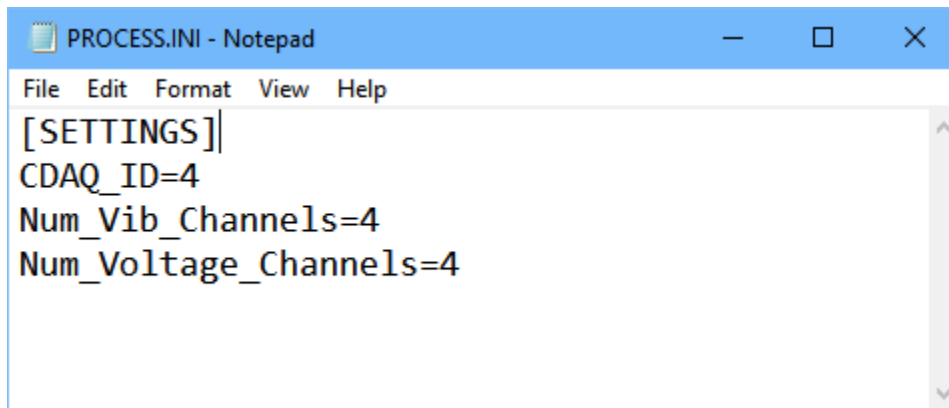 PROCESS.INI - Notepad
File Edit Format View Help
[SETTINGS]
CDAQ_ID=4
Num_Vib_Channels=4
Num_Voltage_Channels=4